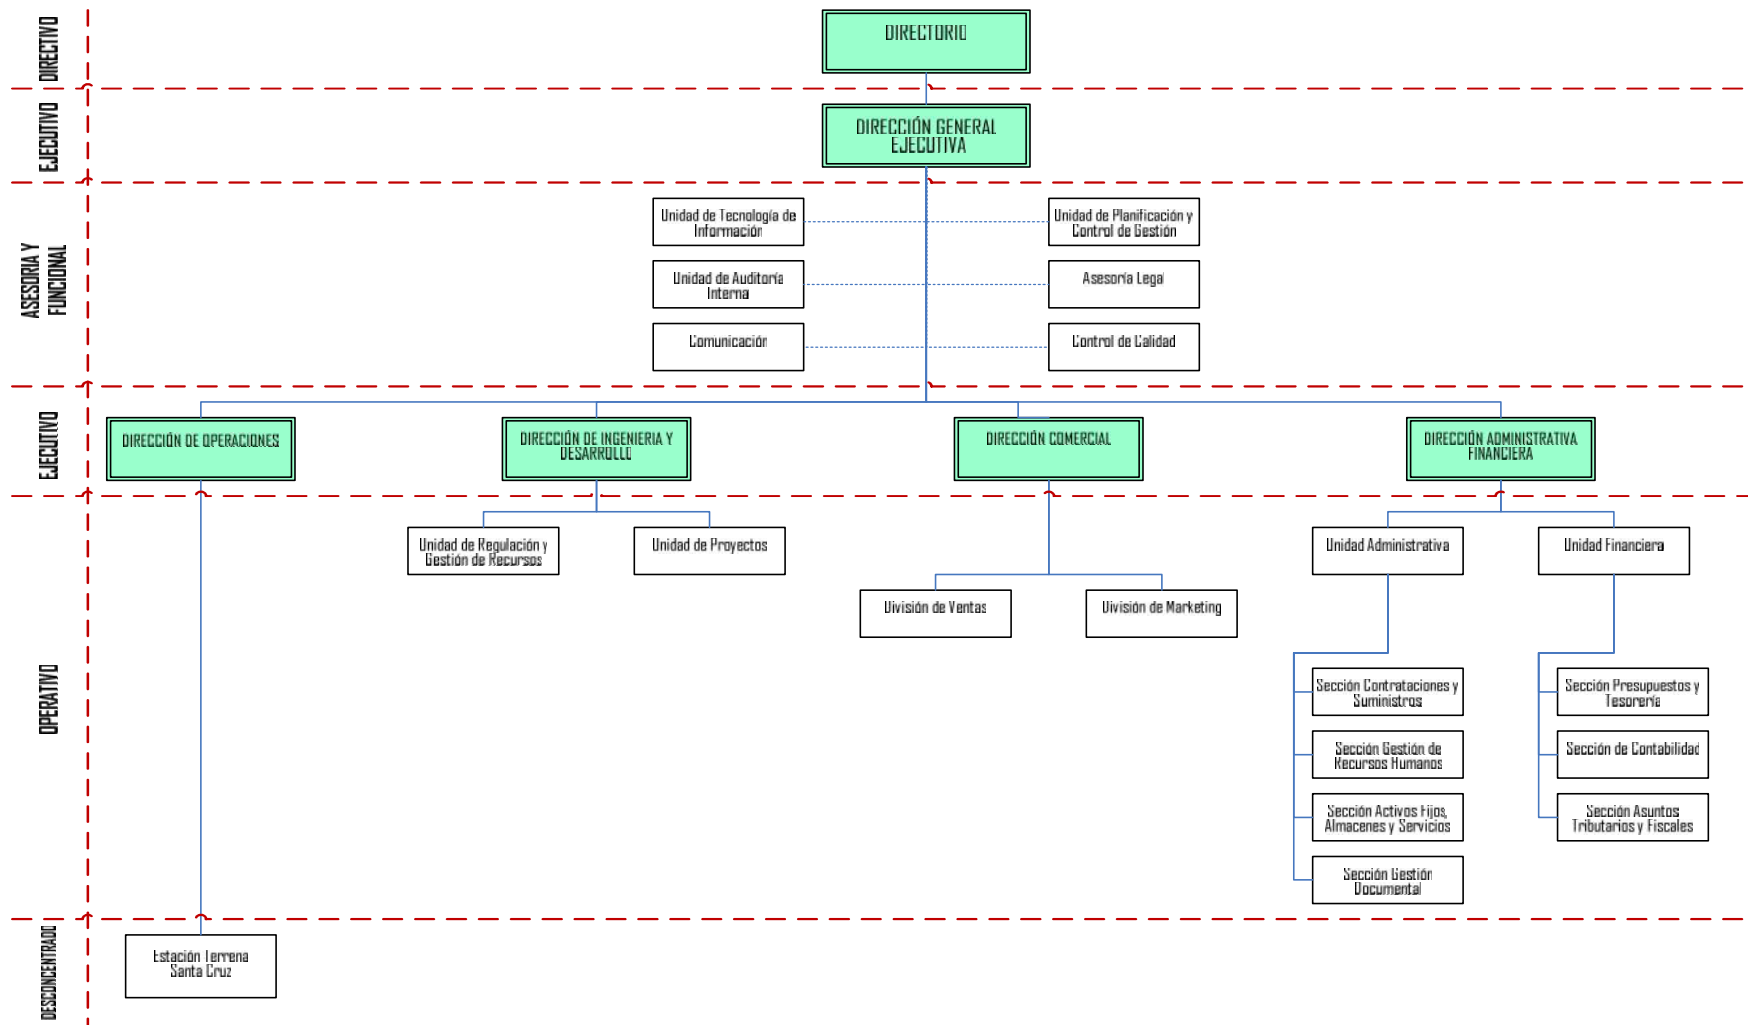 DIRECTIVO
DIRECTORIO
EJECUTIVO
DIRECCIÓN GENERAL
EJECUTIVA
ASESORIA Y
FUNCIONAL
Unidad de Tecnología de
Información
Unidad de Planificación y
Control de Gestión
Unidad de Auditoría
Interna
Asesoría Legal
Comunicación
Control de Calidad
EJECUTIVO
DIRECCIÓN DE OPERACIONES
DIRECCIÓN DE INGENIERIA Y
DESARROLLO
DIRECCIÓN COMERCIAL
DIRECCIÓN ADMINISTRATIVA
FINANCIERA
OPERATIVO
Unidad de Regulación y
Gestión de Recursos
Unidad de Proyectos
Unidad Administrativa
Unidad Financiera
División de Ventas
División de Marketing
Sección Contrataciones y
Suministros
Sección Presupuestos y
Tesorería
Sección Gestión de
Recursos Humanos
Sección de Contabilidad
Sección Activos Fijos,
Almacenes y Servicios
Sección Asuntos
Tributarios y Fiscales
Sección Gestión
Documental
DESCONCENTRADO
Estación Terrena
Santa Cruz